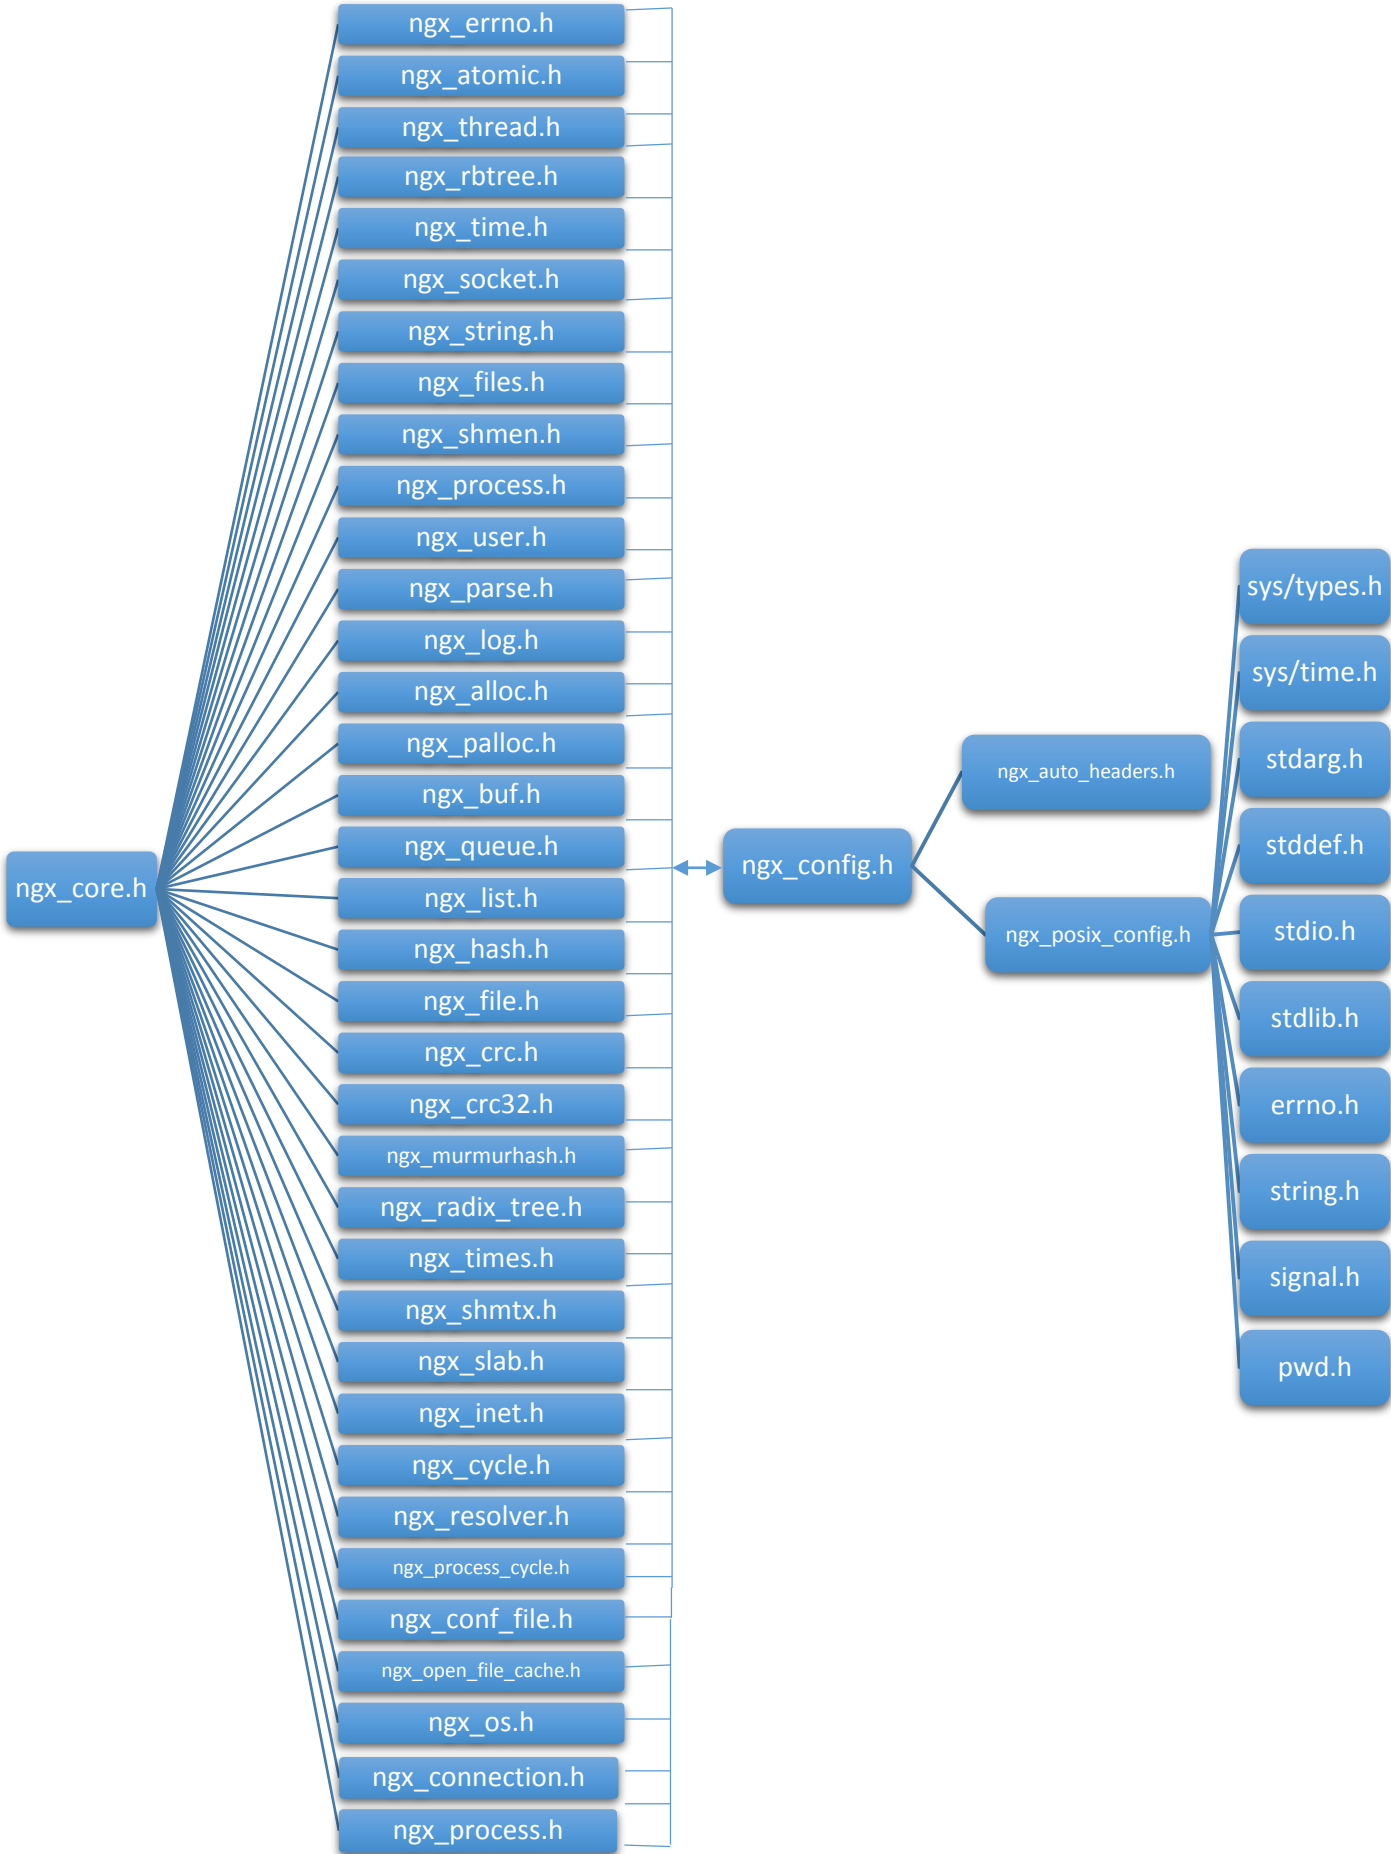 ngx_core.h
ngx_errno.h
ngx_atomic.h
ngx_thread.h
ngx_rbtree.h
ngx_time.h
ngx_socket.h
ngx_string.h
ngx_files.h
ngx_shmen.h
ngx_process.h
ngx_user.h
ngx_parse.h
ngx_log.h
ngx_alloc.h
ngx_palloc.h
ngx_buf.h
ngx_queue.h
ngx_list.h
ngx_hash.h
ngx_file.h
ngx_crc.h
ngx_crc32.h
ngx_murmurhash.h
ngx_radix_tree.h
ngx_times.h
ngx_shmtx.h
ngx_slab.h
ngx_inet.h
ngx_cycle.h
ngx_resolver.h
ngx_process_cycle.h
ngx_conf_file.h
ngx_open_file_cache.h
ngx_os.h
ngx_connection.h
ngx_process.h
ngx_config.h
ngx_auto_headers.h
ngx_posix_config.h
sys/types.h
sys/time.h
stdarg.h
stddef.h
stdio.h
stdlib.h
errno.h
string.h
signal.h
pwd.h